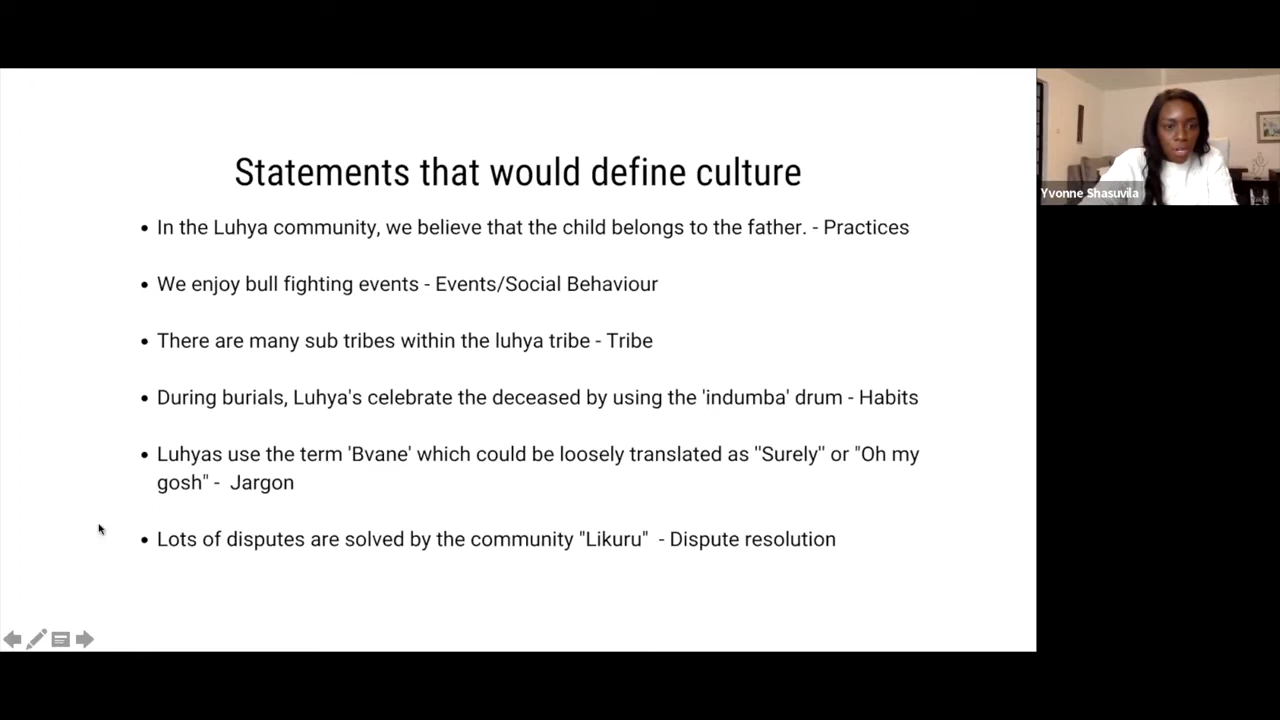 Statements that would define culture
• In the Luhya community, we believe that the child belongs to the father. - Practices
• We enjoy bull fighting events - Events/Social Behaviour
• There are many sub tribes within the luhya tribe - Tribe
• During burials, Luhya's celebrate the deceased by using the 'indumba' drum - Habits
• Luhyas use the term 'Bvane' which could be loosely translated as "Surely" or "Oh my
gosh" - Jargon
• Lots of disputes are solved by the community "Likuru" - Dispute resolution
Yvonne Shasuvila